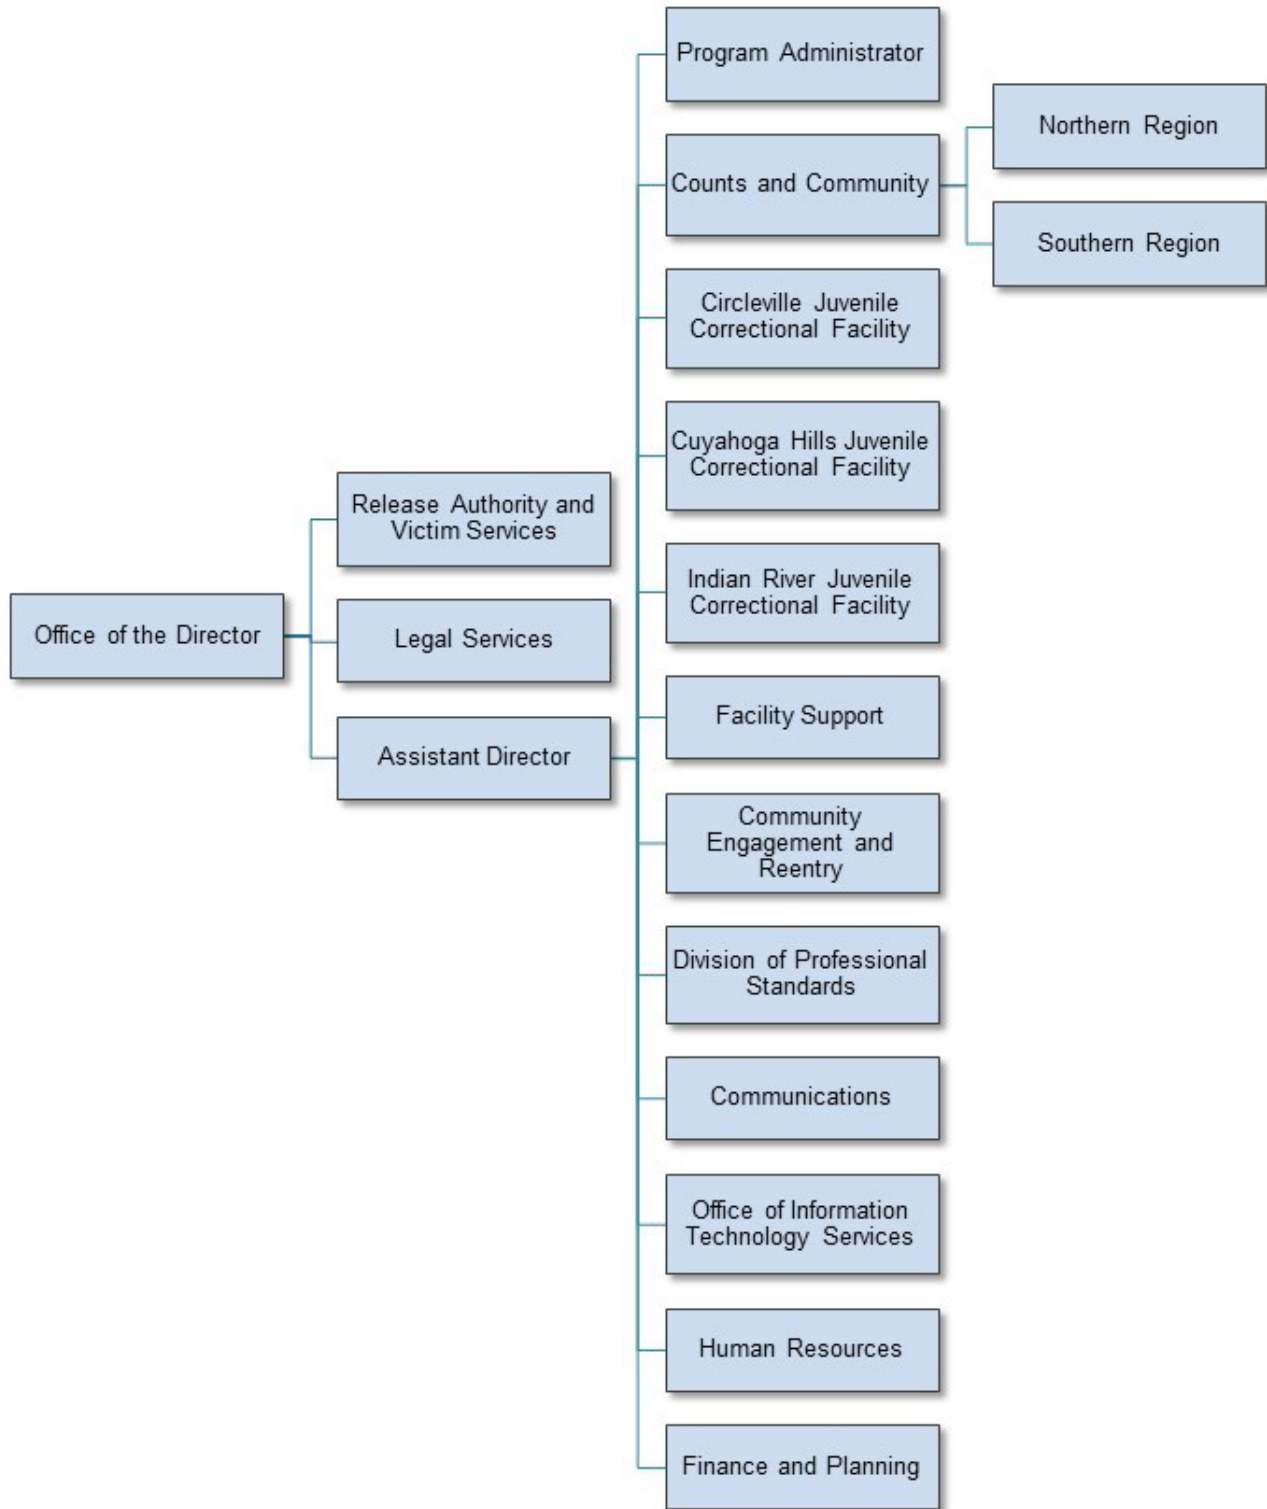 Office of the Director
Release Authority and
Victim Services
Legal Services
Assistant Director
Program Administrator
Counts and Community
Northern Region
Southern Region
Circleville Juvenile
Correctional Facility
Cuyahoga Hills Juvenile
Correctional Facility
Indian River Juvenile
Correctional Facility
Facility Support
Community
Engagement and
Reentry
Division of Professional
Standards
Communications
Office of Information
Technology Services
Human Resources
Finance and Planning